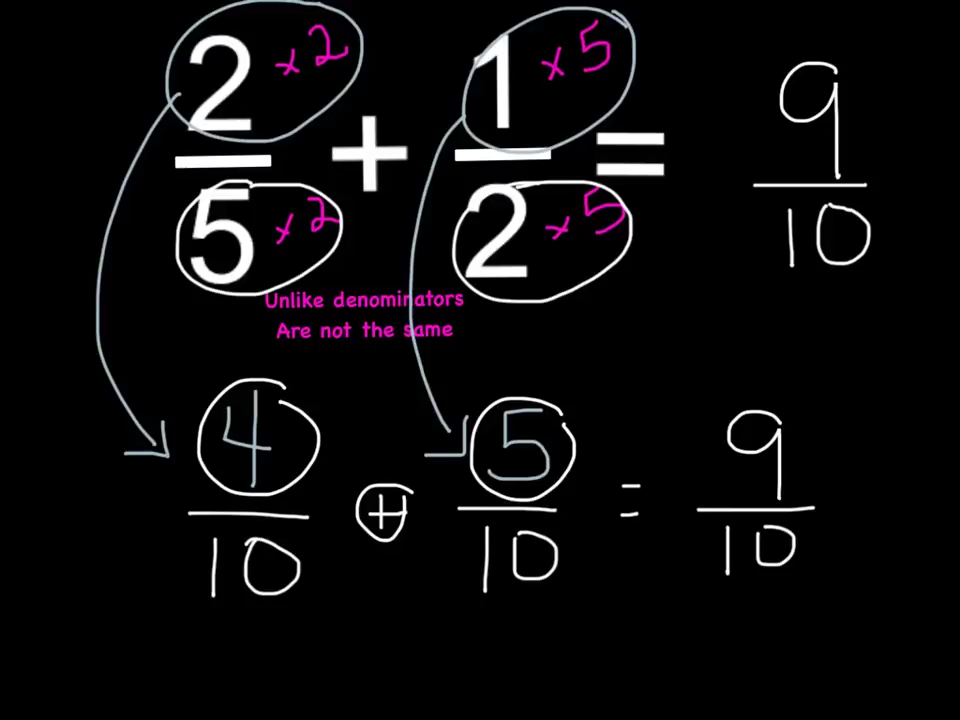 2 x 2 1 x 5
+ = 9/10
5 x 2 2 x 5
Unlike denominators
Are not the same
4/10 + 5/10 = 9/10